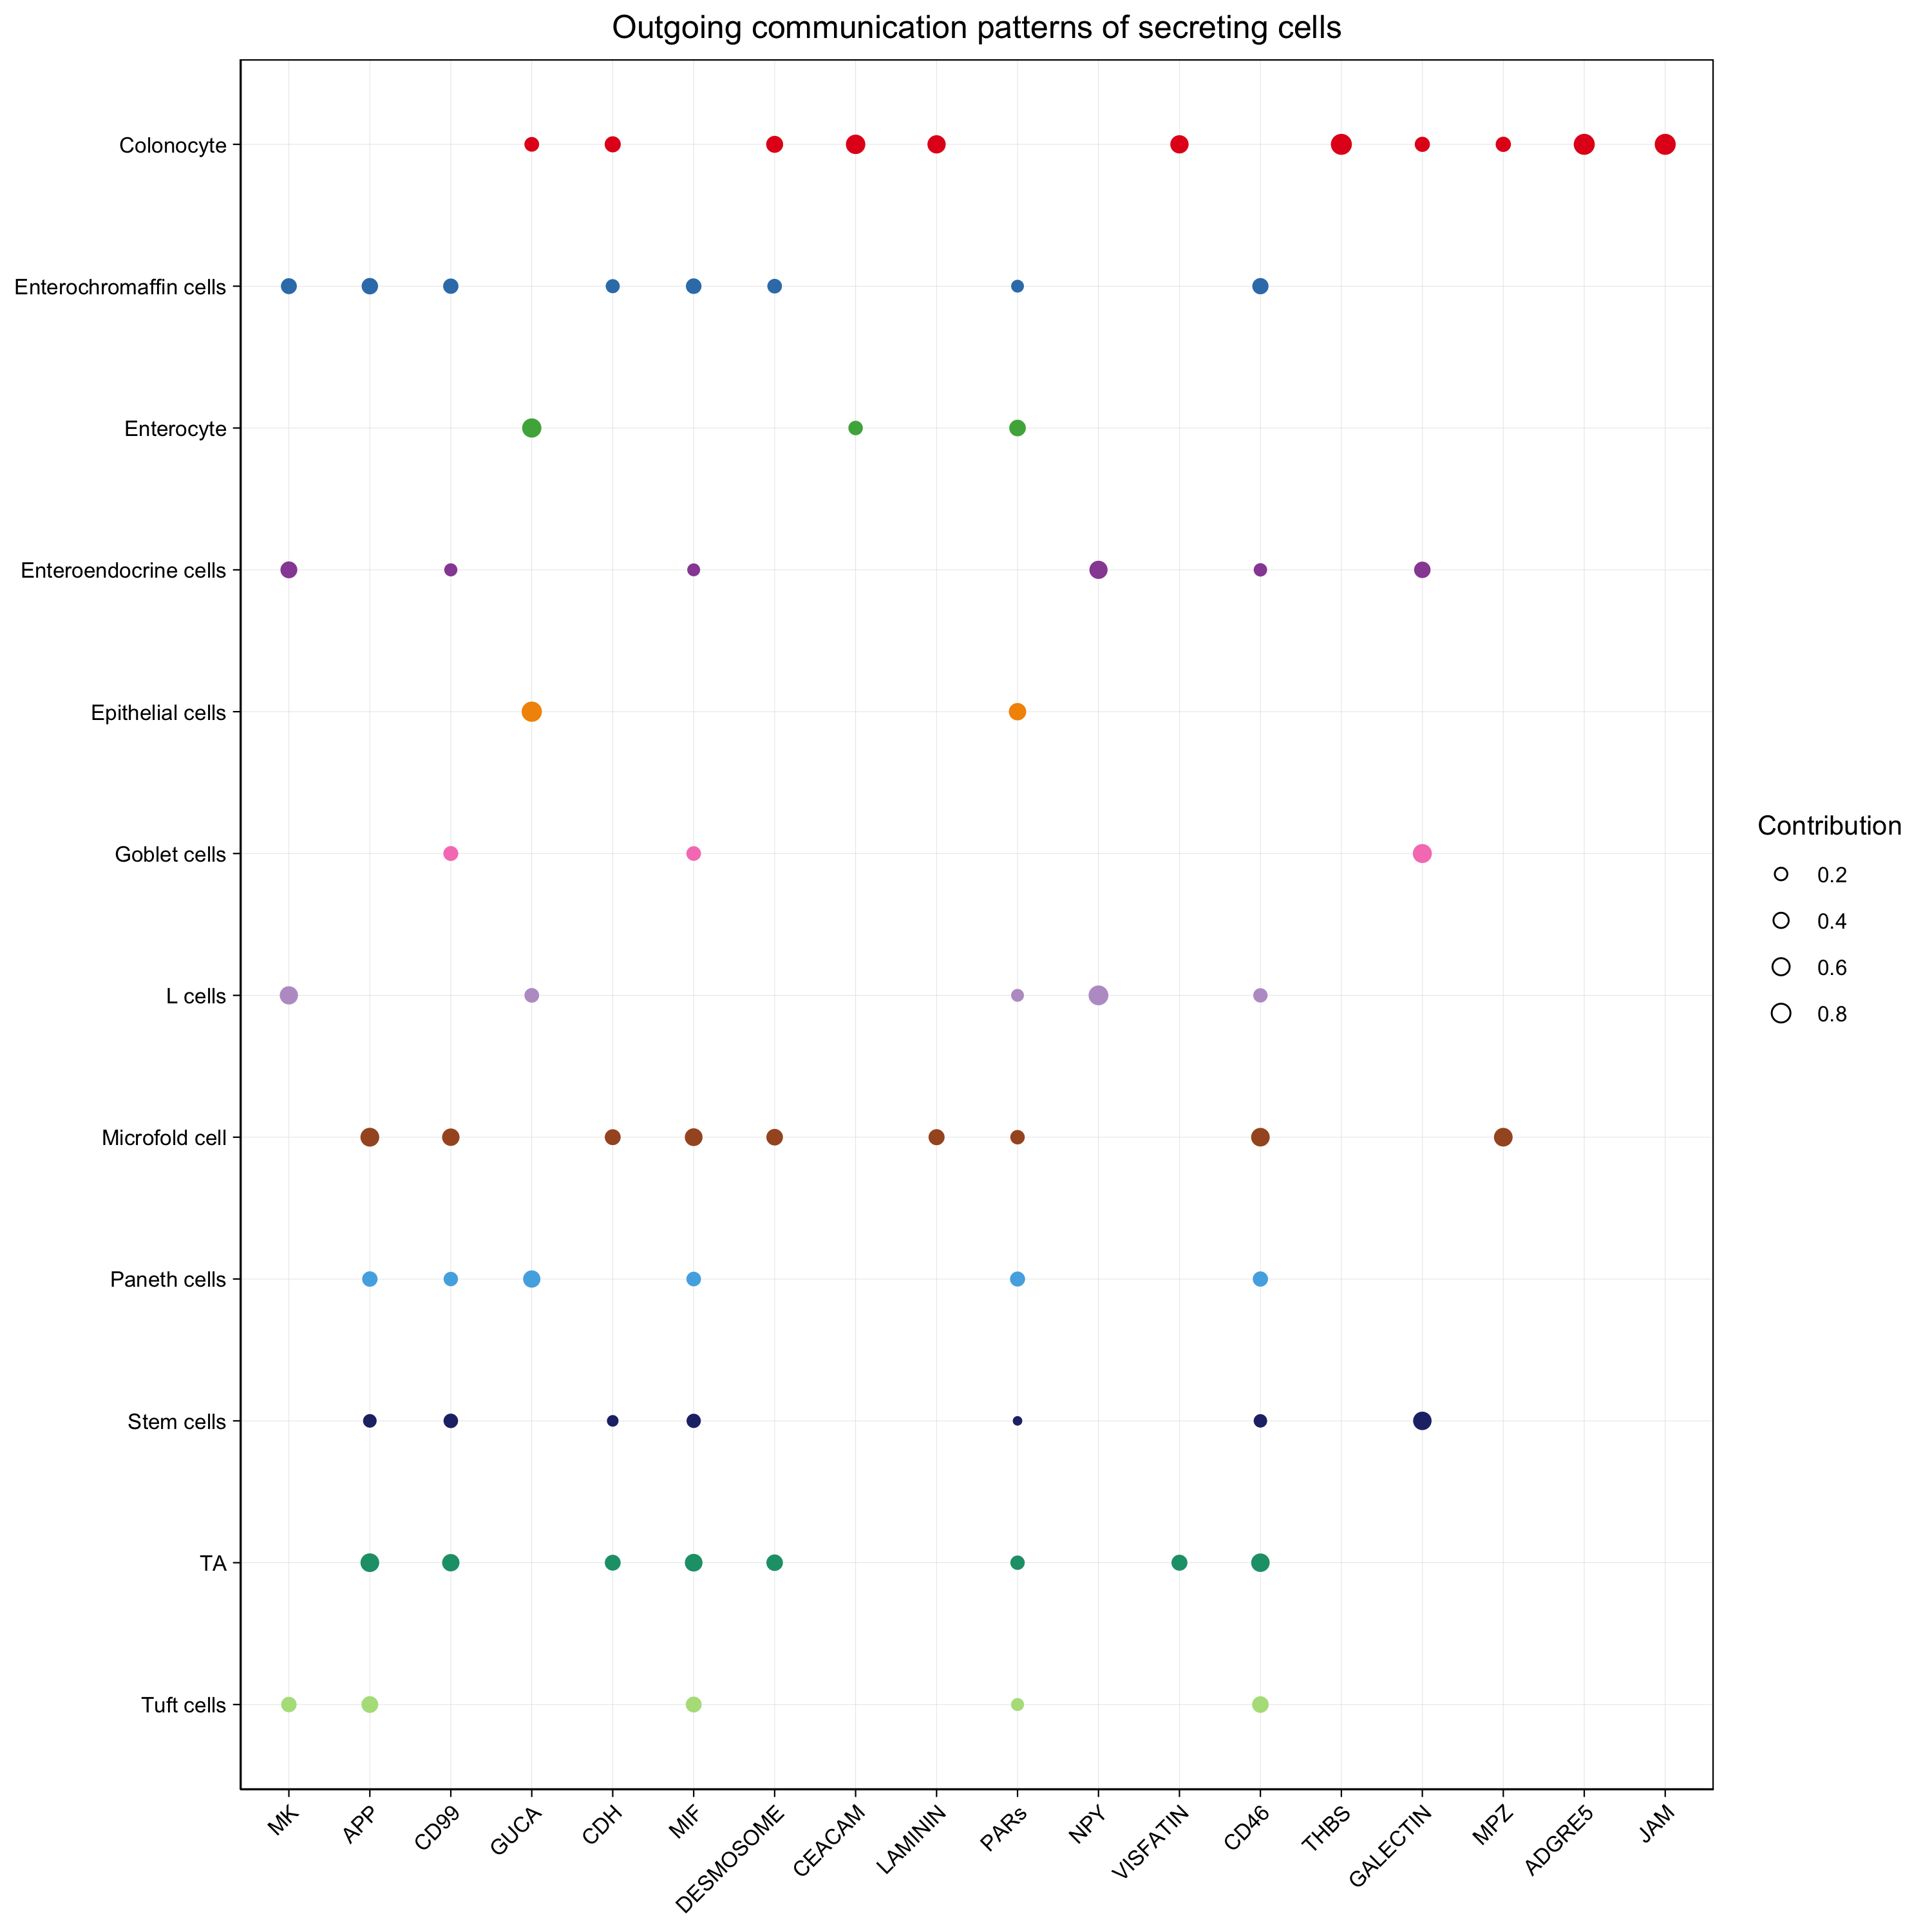 Outgoing communication patterns of secreting cells
Colonocyte
Enterochromaffin cells
Enterocyte
Enteroendocrine cells
Epithelial cells
Goblet cells
L cells
Microfold cell
Paneth cells
Stem cells
TA
Tuft cells
MK
APP
CD99
GUCA
CDH
MIF
DESMOSOME
CEACAM
LAMININ
PARs
NPY
VISFATIN
CD46
THBS
GALECTIN
MPZ
ADGRE5
JAM
Contribution
0.2
0.4
0.6
0.8